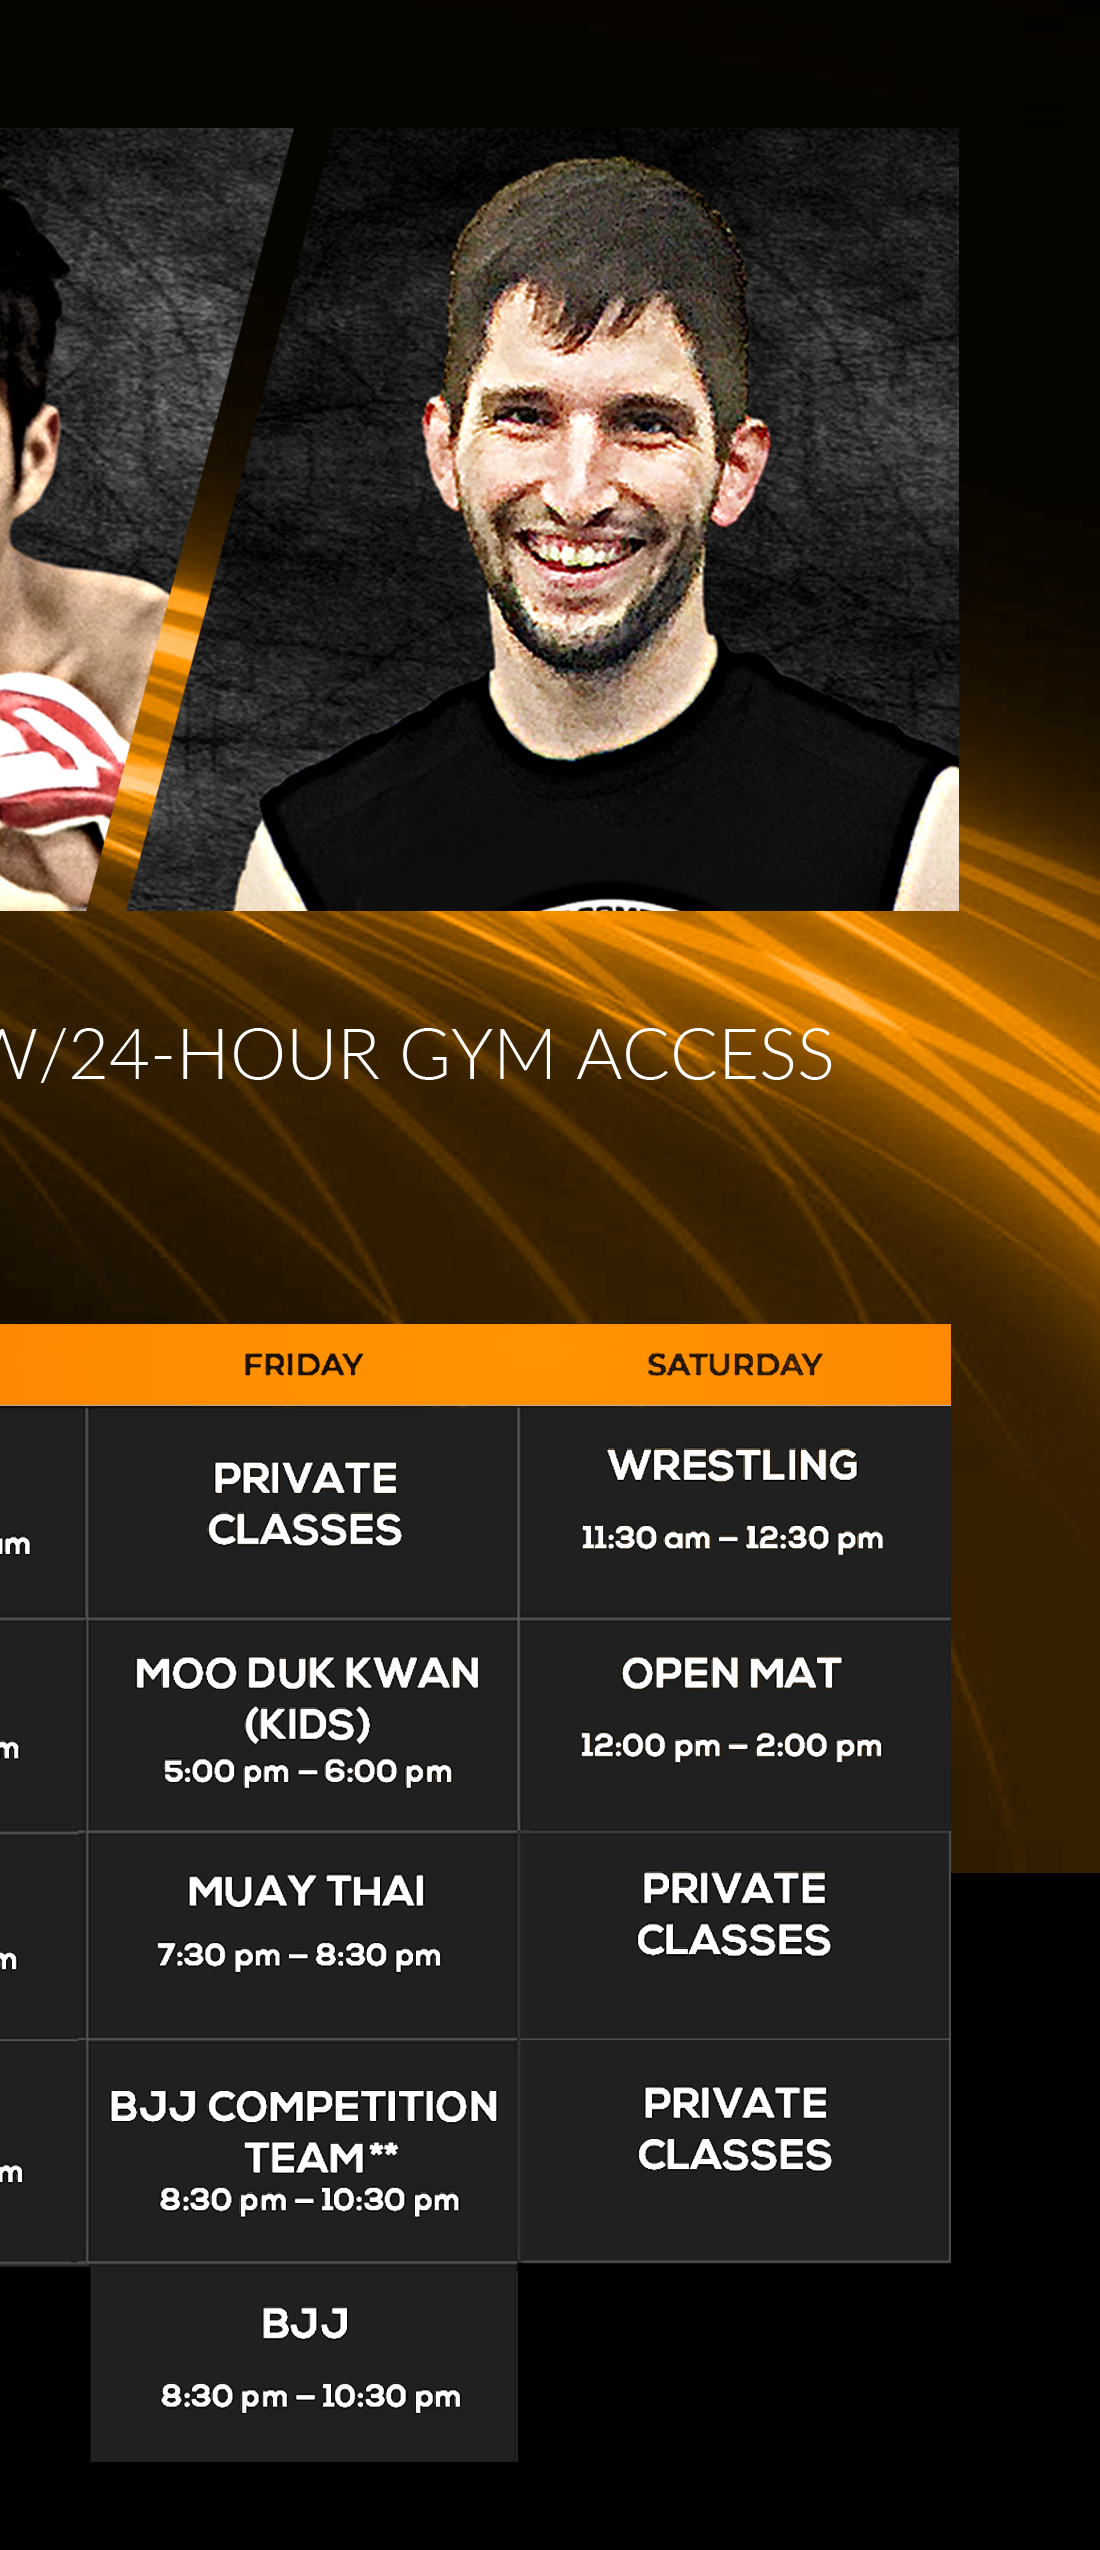 W/24-HOUR GYM ACCESS
FRIDAY
SATURDAY
PRIVATE
CLASSES
WRESTLING
11:30 am – 12:30 pm
MOO DUK KWAN
(KIDS)
5:00 pm – 6:00 pm
OPEN MAT
12:00 pm – 2:00 pm
MUAY THAI
7:30 pm – 8:30 pm
PRIVATE
CLASSES
BJJ COMPETITION
TEAM**
8:30 pm – 10:30 pm
PRIVATE
CLASSES
BJJ
8:30 pm – 10:30 pm